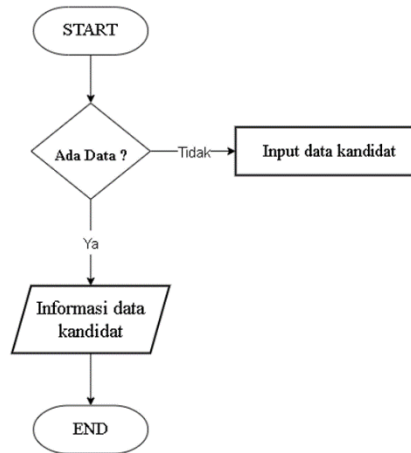 START
Ada Data ?
Tidak
Input data kandidat
Ya
Informasi data
kandidat
END